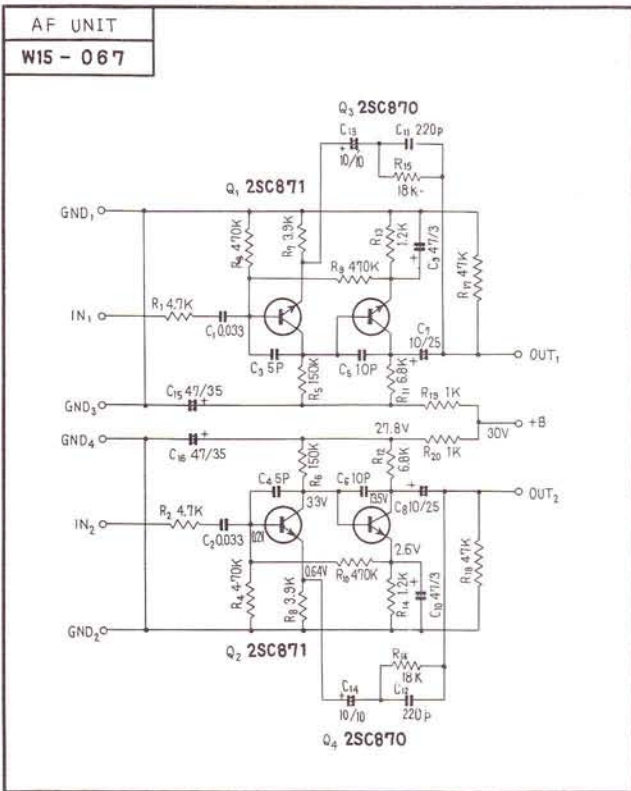 AF UNIT
W15 - 067
Q3 2SC870
C13
10/10
C11 220p
R15
18K
Q1 2SC871
GND1
R7 3.9K
R13
1.2K
C9 47/3
470K
R9 470K
R17 47K
IN1
R1 4.7K
C1 0.033
C3 5P
C5 10P
C7
10/25
OUT1
R5 150K
R11 6.8K
C15 47/35
R19 1K
GND3
+B
27.8V
30V
GND4
C16 47/35
R20 1K
R6 150K
R12
6.8K
C4 5P
C6 10P
33V
13.5V
C8 10/25
OUT2
IN2
R2 4.7K
C2 0.033
0.2V
2.6V
R18 47K
R4 470K
0.64V
R10 470K
R8 3.9K
R14 1.2K
C10 47/3
GND2
Q2 2SC871
R14
18K
C14
10/10
C12
220p
Q4 2SC870